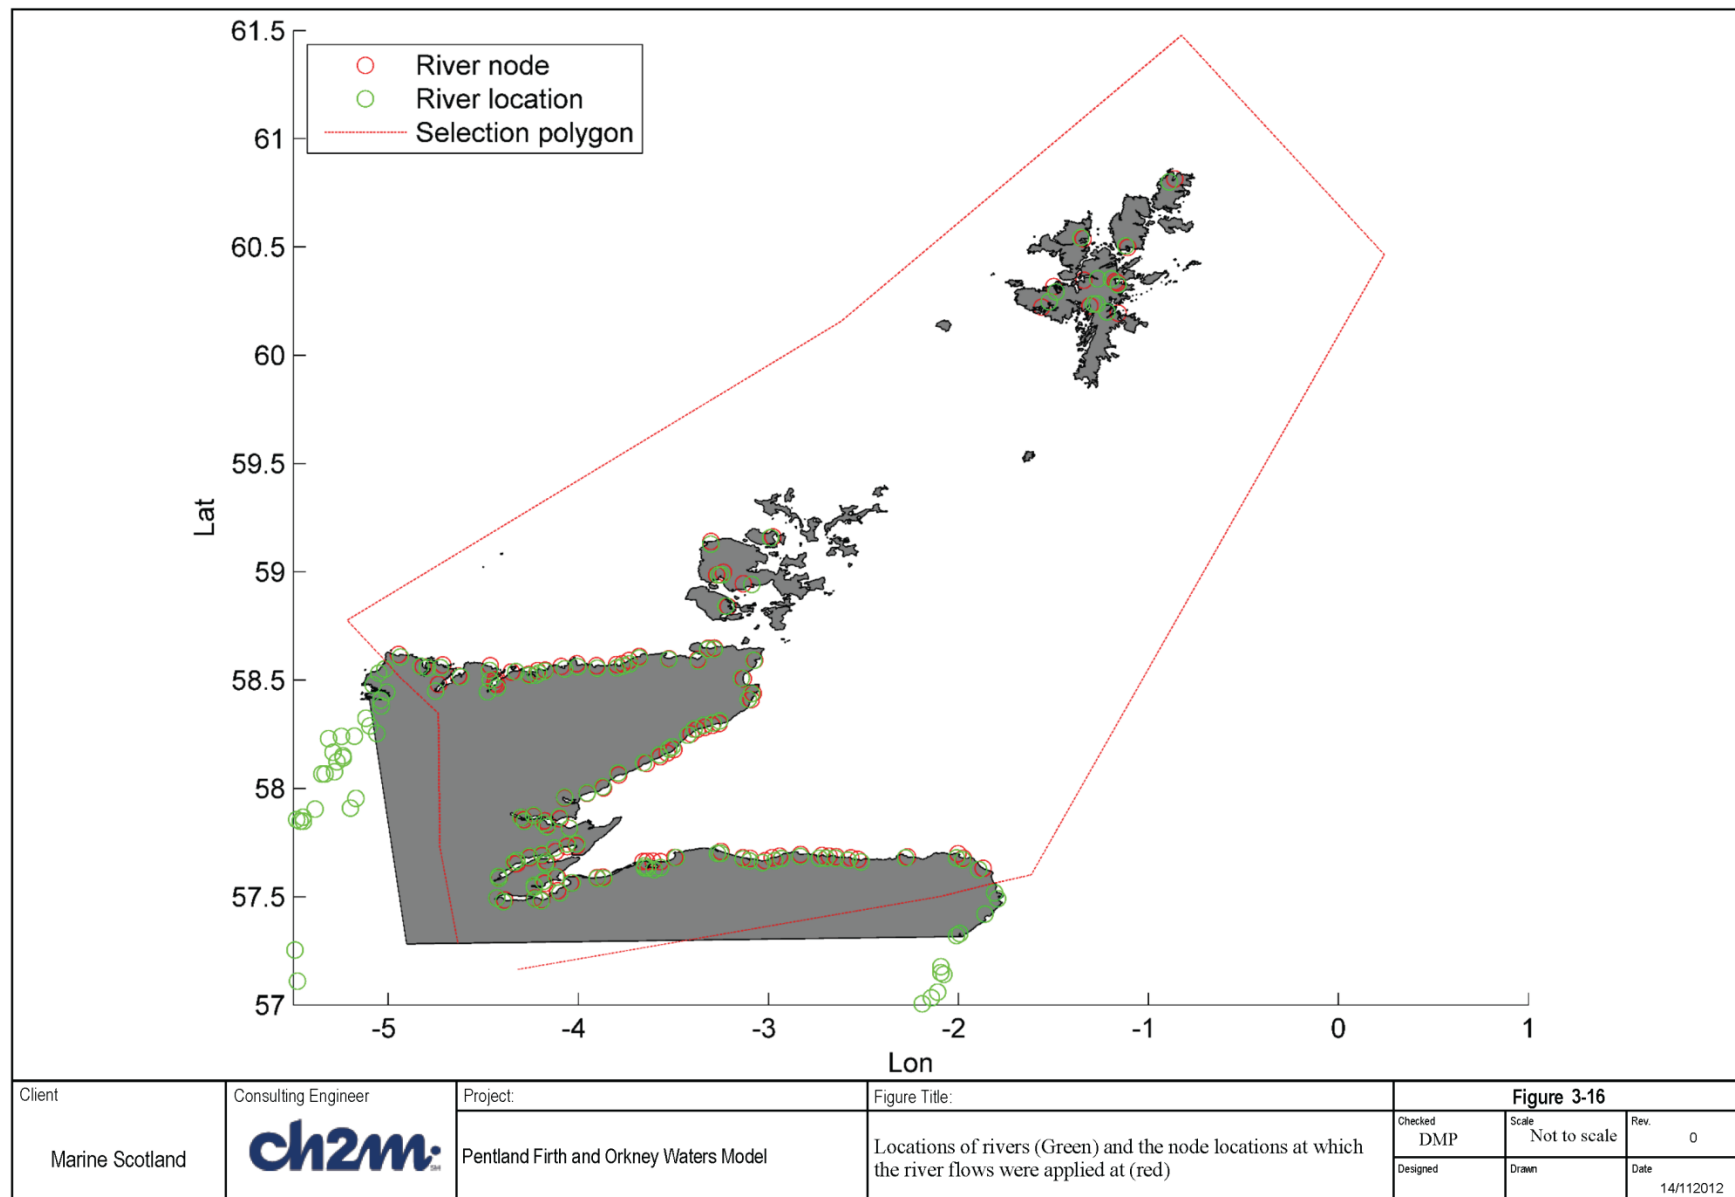 61.5
61
60.5
60
59.5
59
58.5
58
57.5
57
Lat
River node
River location
Selection polygon
-5 -4 -3 -2 -1 0 1
Lon
Client
Marine Scotland
Consulting Engineer
ch2m:
SM
Project:
Pentland Firth and Orkney Waters Model
Figure Title:
Locations of rivers (Green) and the node locations at which
the river flows were applied at (red)
Figure 3-16
Checked
DMP
Scale
Not to scale
Rev.
0
Designed
Drawn
Date
14/112012